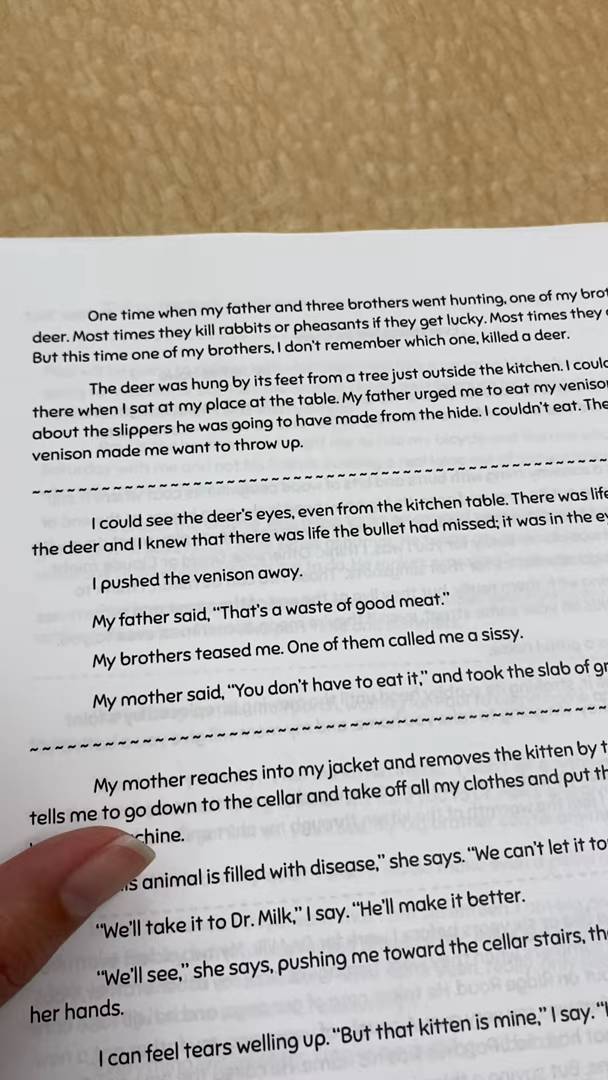 One time when my father and three brothers went hunting, one of my
deer. Most times they kill rabbits or pheasants if they get lucky. Most times they
But this time one of my brothers, I don't remember which one, killed a deer.
The deer was hung by its feet from a tree just outside the kitchen. I
there when I sat at my place at the table. My father urged me to eat my
about the slippers he was going to have made from the hide. I couldn't eat.
venison made me want to throw up.
~~~~~~~~~~~~~~~~~~~~~~~~~~~~~~~~~~~~~~~~~~~~~~~~
I could see the deer's eyes, even from the kitchen table. There was
the deer and I knew that there was life the bullet had missed; it was in the
I pushed the venison away.
My father said, "That's a waste of good meat."
My brothers teased me. One of them called me a sissy.
My mother said, "You don't have to eat it," and took the slab of
~~~~~~~~~~~~~~~~~~~~~~~~~~~~~~~~~~~~~~~~~~~~~~~~
My mother reaches into my jacket and removes the kitten by
tells me to go down to the cellar and take off all my clothes and put
chine.
animal is filled with disease," she says. "We can't let it
"We'll take it to Dr. Milk," I say. "He'll make it better.
"We'll see," she says, pushing me toward the cellar stairs,
her hands.
I can feel tears welling up. "But that kitten is mine," I say.